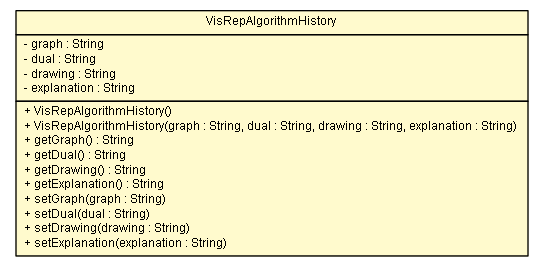 VisRepAlgorithmHistory
- graph : String
- dual : String
- drawing : String
- explanation : String
+ VisRepAlgorithmHistory()
+ VisRepAlgorithmHistory(graph : String, dual : String, drawing : String, explanation : String)
+ getGraph() : String
+ getDual() : String
+ getDrawing() : String
+ getExplanation() : String
+ setGraph(graph : String)
+ setDual(dual : String)
+ setDrawing(drawing : String)
+ setExplanation(explanation : String)